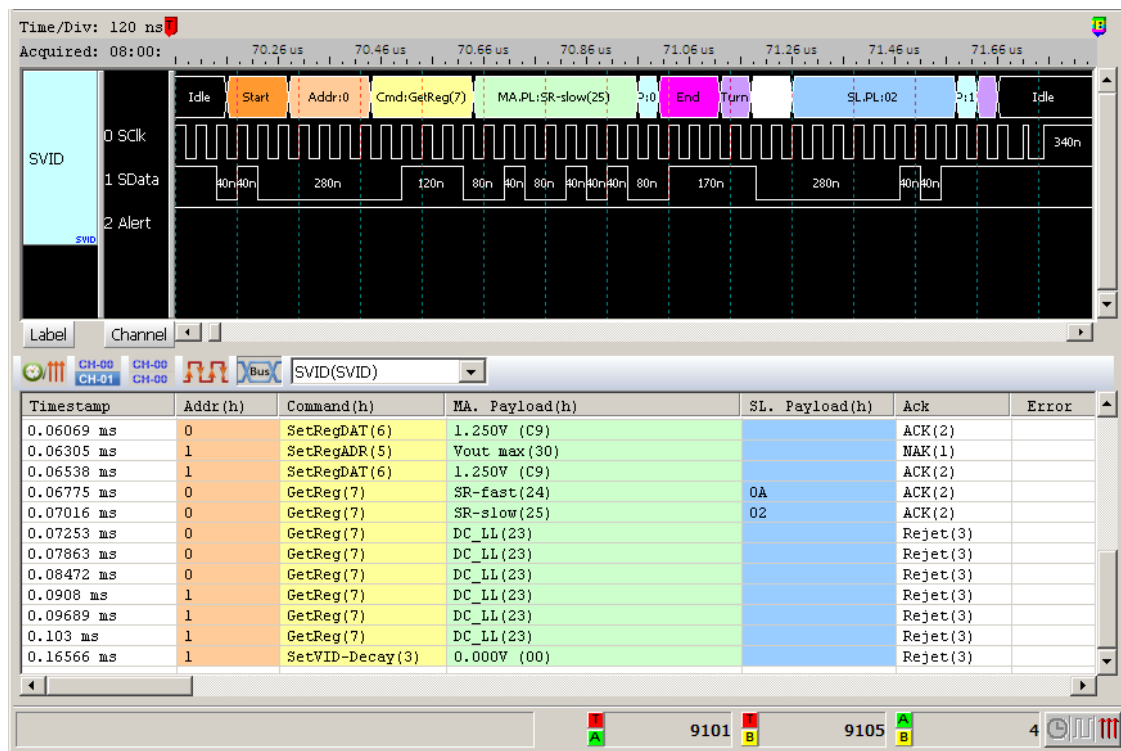 Time/Div: 120 ns T B
Acquired: 08:00: 70.26 us 70.46 us 70.66 us 70.86 us 71.06 us 71.26 us 71.46 us 71.66 us
Idle Start Addr:0 Cmd:GetReg(7) MA.PL:SR-slow(25) P:0 End Turn SL.PL:02 P:1 Idle
0 SClk 340n
SVID
1 SData 40n 40n 280n 120n 80n 40n 80n 40n 40n 40n 80n 170n 280n 40n 40n
2 Alert
SVID
Label Channel
CH-00 CH-01 CH-00 CH-00 Bus SVID(SVID)
Timestamp Addr(h) Command(h) MA. Payload(h) SL. Payload(h) Ack Error
0.06069 ms 0 SetRegDAT(6) 1.250V (C9) ACK(2)
0.06305 ms 1 SetRegADR(5) Vout max(30) NAK(1)
0.06538 ms 1 SetRegDAT(6) 1.250V (C9) ACK(2)
0.06775 ms 0 GetReg(7) SR-fast(24) 0A ACK(2)
0.07016 ms 0 GetReg(7) SR-slow(25) 02 ACK(2)
0.07253 ms 0 GetReg(7) DC_LL(23) Rejet(3)
0.07863 ms 0 GetReg(7) DC_LL(23) Rejet(3)
0.08472 ms 0 GetReg(7) DC_LL(23) Rejet(3)
0.0908 ms 1 GetReg(7) DC_LL(23) Rejet(3)
0.09689 ms 1 GetReg(7) DC_LL(23) Rejet(3)
0.103 ms 1 GetReg(7) DC_LL(23) Rejet(3)
0.16566 ms 1 SetVID-Decay(3) 0.000V (00) Rejet(3)
T A 9101 T B 9105 A B 4